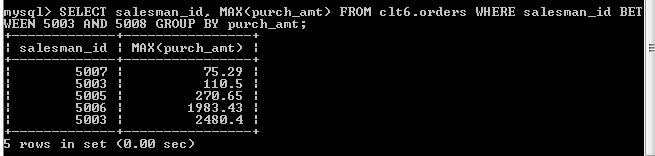 mysql> SELECT salesman_id, MAX(purch_amt) FROM clt6.orders WHERE salesman_id BET
WEEN 5003 AND 5008 GROUP BY purch_amt;
+-------------+----------------+
| salesman_id | MAX(purch_amt) |
+-------------+----------------+
| 5007 | 75.29 |
| 5003 | 110.5 |
| 5005 | 270.65 |
| 5006 | 1983.43 |
| 5003 | 2480.4 |
+-------------+----------------+
5 rows in set (0.00 sec)